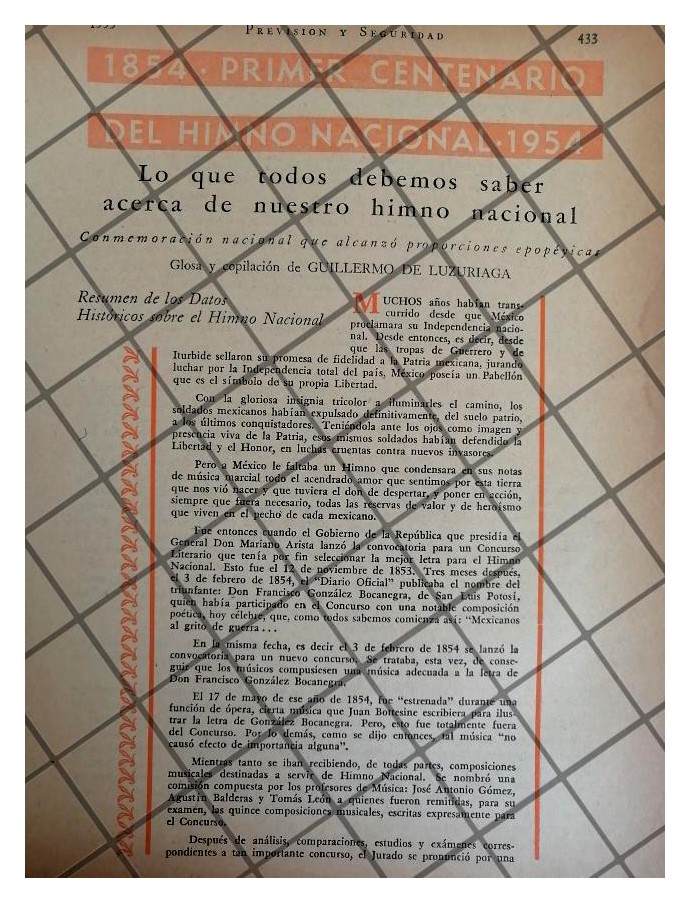 PREVISION Y SEGURIDAD
433
1854 · PRIMER CENTENARIO
DEL HIMNO NACIONAL · 1954
Lo que todos debemos saber
acerca de nuestro himno nacional
Conmemoración nacional que alcanzó proporciones epopéyicas
Glosa y copilación de GUILLERMO DE LUZURIAGA
Resumen de los Datos
Históricos sobre el Himno Nacional
MUCHOS años habían trans-
currido desde que México
proclamara su Independencia nacio-
nal. Desde entonces, es decir, desde
que las tropas de Guerrero y de
Iturbide sellaron su promesa de fidelidad a la Patria mexicana, jurando
luchar por la Independencia total del país, México poseía un Pabellón
que es el símbolo de su propia Libertad.
Con la gloriosa insignia tricolor a iluminarles el camino, los
soldados mexicanos habían expulsado definitivamente, del suelo patrio,
a los últimos conquistadores. Teniéndola ante los ojos como imagen y
presencia viva de la Patria, esos mismos soldados habían defendido la
Libertad y el Honor, en luchas cruentas contra nuevos invasores.
Pero a México le faltaba un Himno que condensara en sus notas
de música marcial todo el acendrado amor que sentimos por esta tierra
que nos vió nacer y que tuviera el don de despertar, y poner en acción,
siempre que fuera necesario, todas las reservas de valor y de heroísmo
que viven en el pecho de cada mexicano.
Fue entonces cuando el Gobierno de la República que presidía el
General Don Mariano Arista lanzó la convocatoria para un Concurso
Literario que tenía por fin seleccionar la mejor letra para el Himno
Nacional. Esto fue el 12 de noviembre de 1853. Tres meses después,
el 3 de febrero de 1854, el "Diario Oficial" publicaba el nombre del
triunfante: Don Francisco González Bocanegra, de San Luis Potosí,
quien había participado en el Concurso con una notable composición
poética, hoy célebre, que, como todos sabemos comienza así: "Mexicanos
al grito de guerra...
En la misma fecha, es decir el 3 de febrero de 1854 se lanzó la
convocatoria para un nuevo concurso. Se trataba, esta vez, de conse-
guir que los músicos compusiesen una música adecuada a la letra de
Don Francisco González Bocanegra.
El 17 de mayo de ese año de 1854, fue "estrenada" durante una
función de ópera, cierta música que Juan Bottesine escribiera para ilus-
trar la letra de González Bocanegra. Pero, esto fue totalmente fuera
del Concurso. Por lo demás, como se dijo entonces, tal música "no
causó efecto de importancia alguna".
Mientras tanto se iban recibiendo, de todas partes, composiciones
musicales destinadas a servir de Himno Nacional. Se nombró una
comisión compuesta por los profesores de Música: José Antonio Gómez,
Agustín Balderas y Tomás León a quienes fueron remitidas, para su
examen, las quince composiciones musicales, escritas expresamente para
el Concurso.
Después de análisis, comparaciones, estudios y exámenes corres-
pondientes a tan importante concurso, el Jurado se pronunció por una